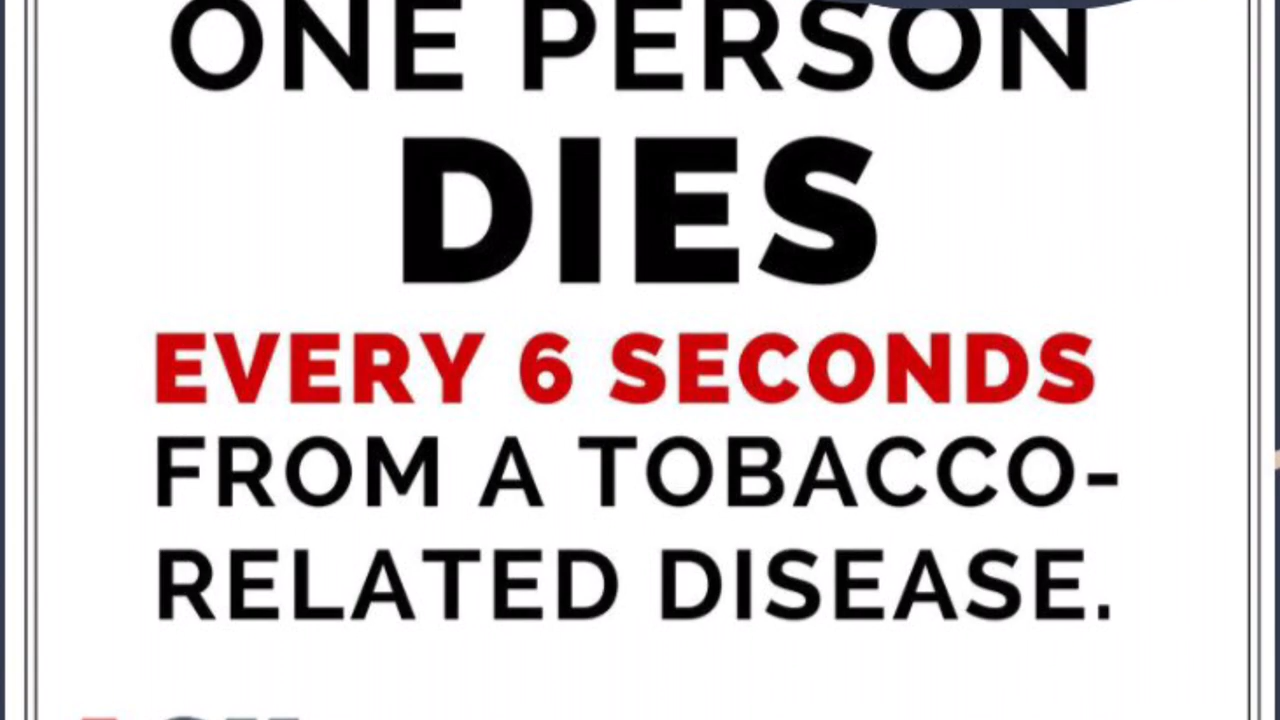 ONE PERSON
DIES
EVERY 6 SECONDS
FROM A TOBACCO-
RELATED DISEASE.